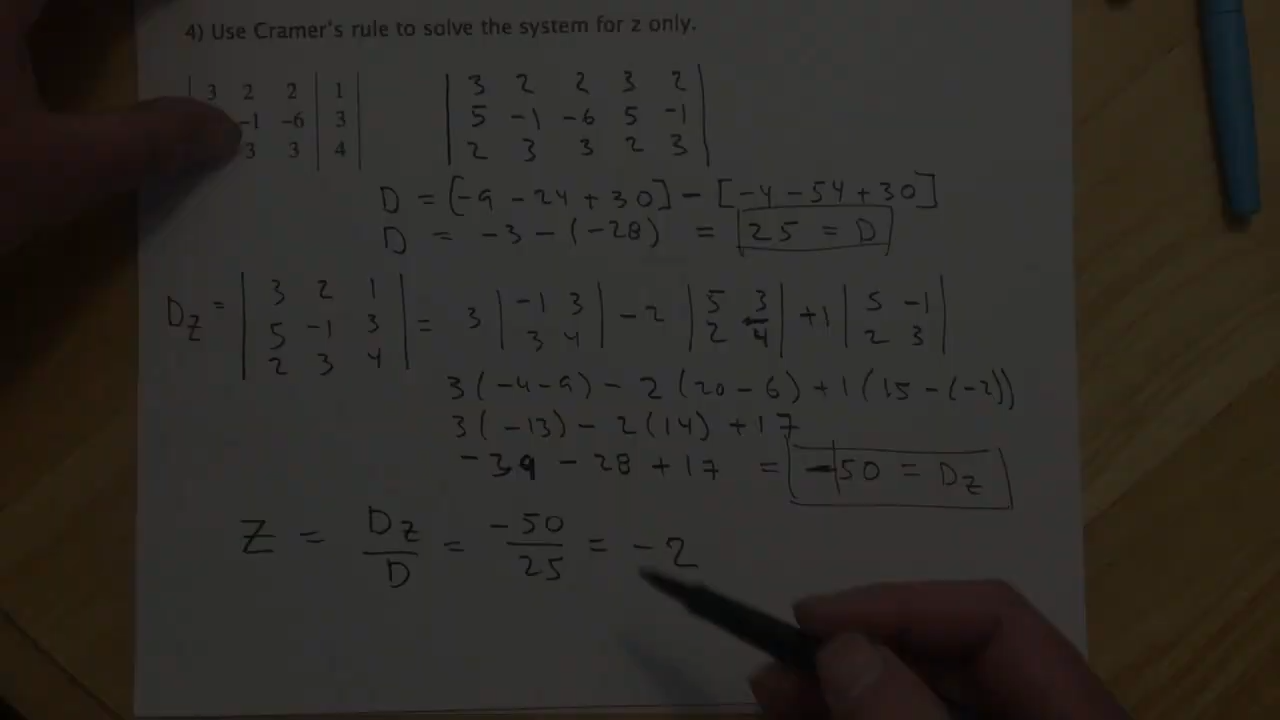 4) Use Cramer's rule to solve the system for z only.
3 2 2 | 1
-1 -6 | 3
3 3 | 4
3 2 2 3 2
5 -1 -6 5 -1
2 3 3 2 3
D = [-9 - 24 + 30] - [-4 - 54 + 30]
D = -3 - (-28) = 25 = D
Dz = | 3 2 1 | = 3 | -1 3 | - 2 | 5 3 | + 1 | 5 -1 |
5 -1 3 | 3 4 | 2 4 | 2 3
2 3 4
3(-4-9) - 2(20-6) + 1(15-(-2))
3(-13) - 2(14) + 17
-39 - 28 + 17 = -50 = Dz
Z = Dz/D = -50/25 = -2